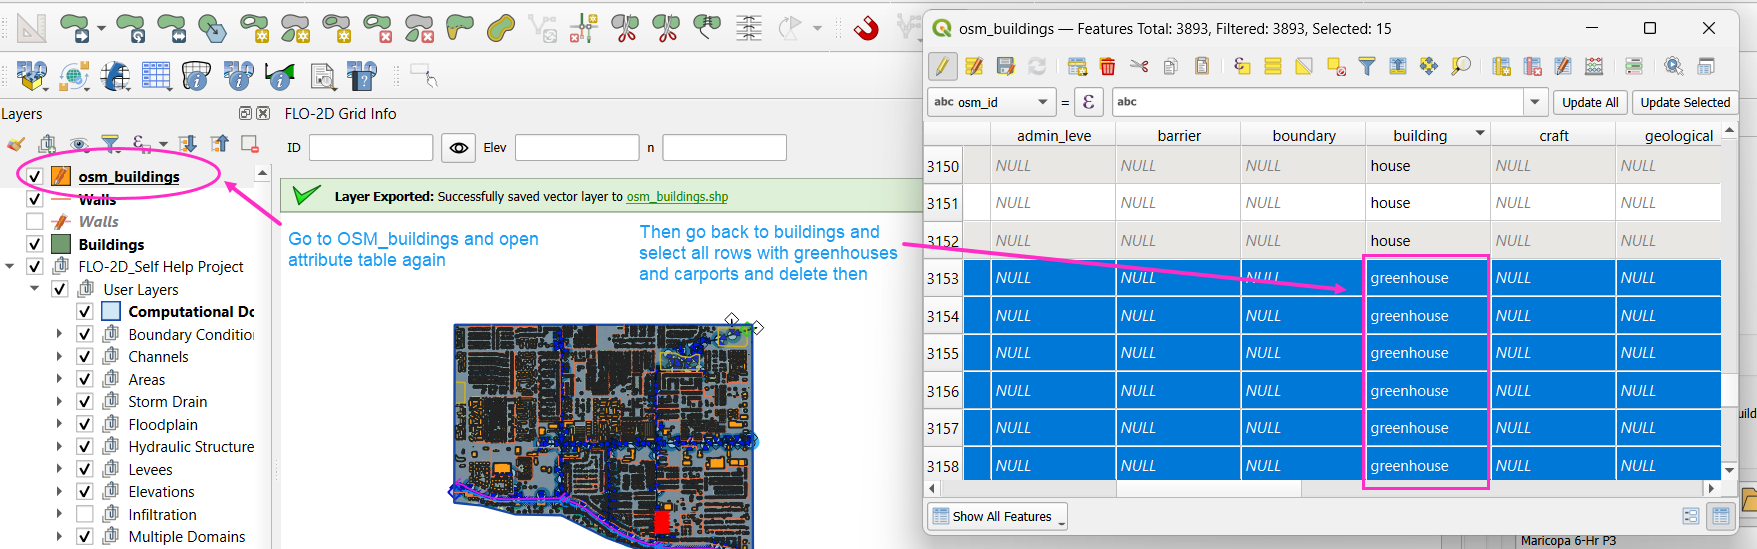 Layers
osm_buildings
Walls
Walls
Buildings
FLO-2D_Self Help Project
User Layers
Computational Dc
Boundary Conditio
Channels
Areas
Storm Drain
Floodplain
Hydraulic Structure
Levees
Elevations
Infiltration
Multiple Domains
FLO-2D Grid Info
ID
Elev
n
Layer Exported: Successfully saved vector layer to osm_buildings.shp
Go to OSM_buildings and open
attribute table again
Then go back to buildings and
select all rows with greenhouses
and carports and delete then
osm_buildings — Features Total: 3893, Filtered: 3893, Selected: 15
abc osm_id = ε abc Update All Update Selected
admin_leve barrier boundary building craft geological
3150 NULL NULL NULL house NULL NULL
3151 NULL NULL NULL house NULL NULL
3152 NULL NULL NULL house NULL NULL
3153 NULL NULL NULL greenhouse NULL NULL
3154 NULL NULL NULL greenhouse NULL NULL
3155 NULL NULL NULL greenhouse NULL NULL
3156 NULL NULL NULL greenhouse NULL NULL
3157 NULL NULL NULL greenhouse NULL NULL
3158 NULL NULL NULL greenhouse NULL NULL
Show All Features
uild
Maricopa 6-Hr P3